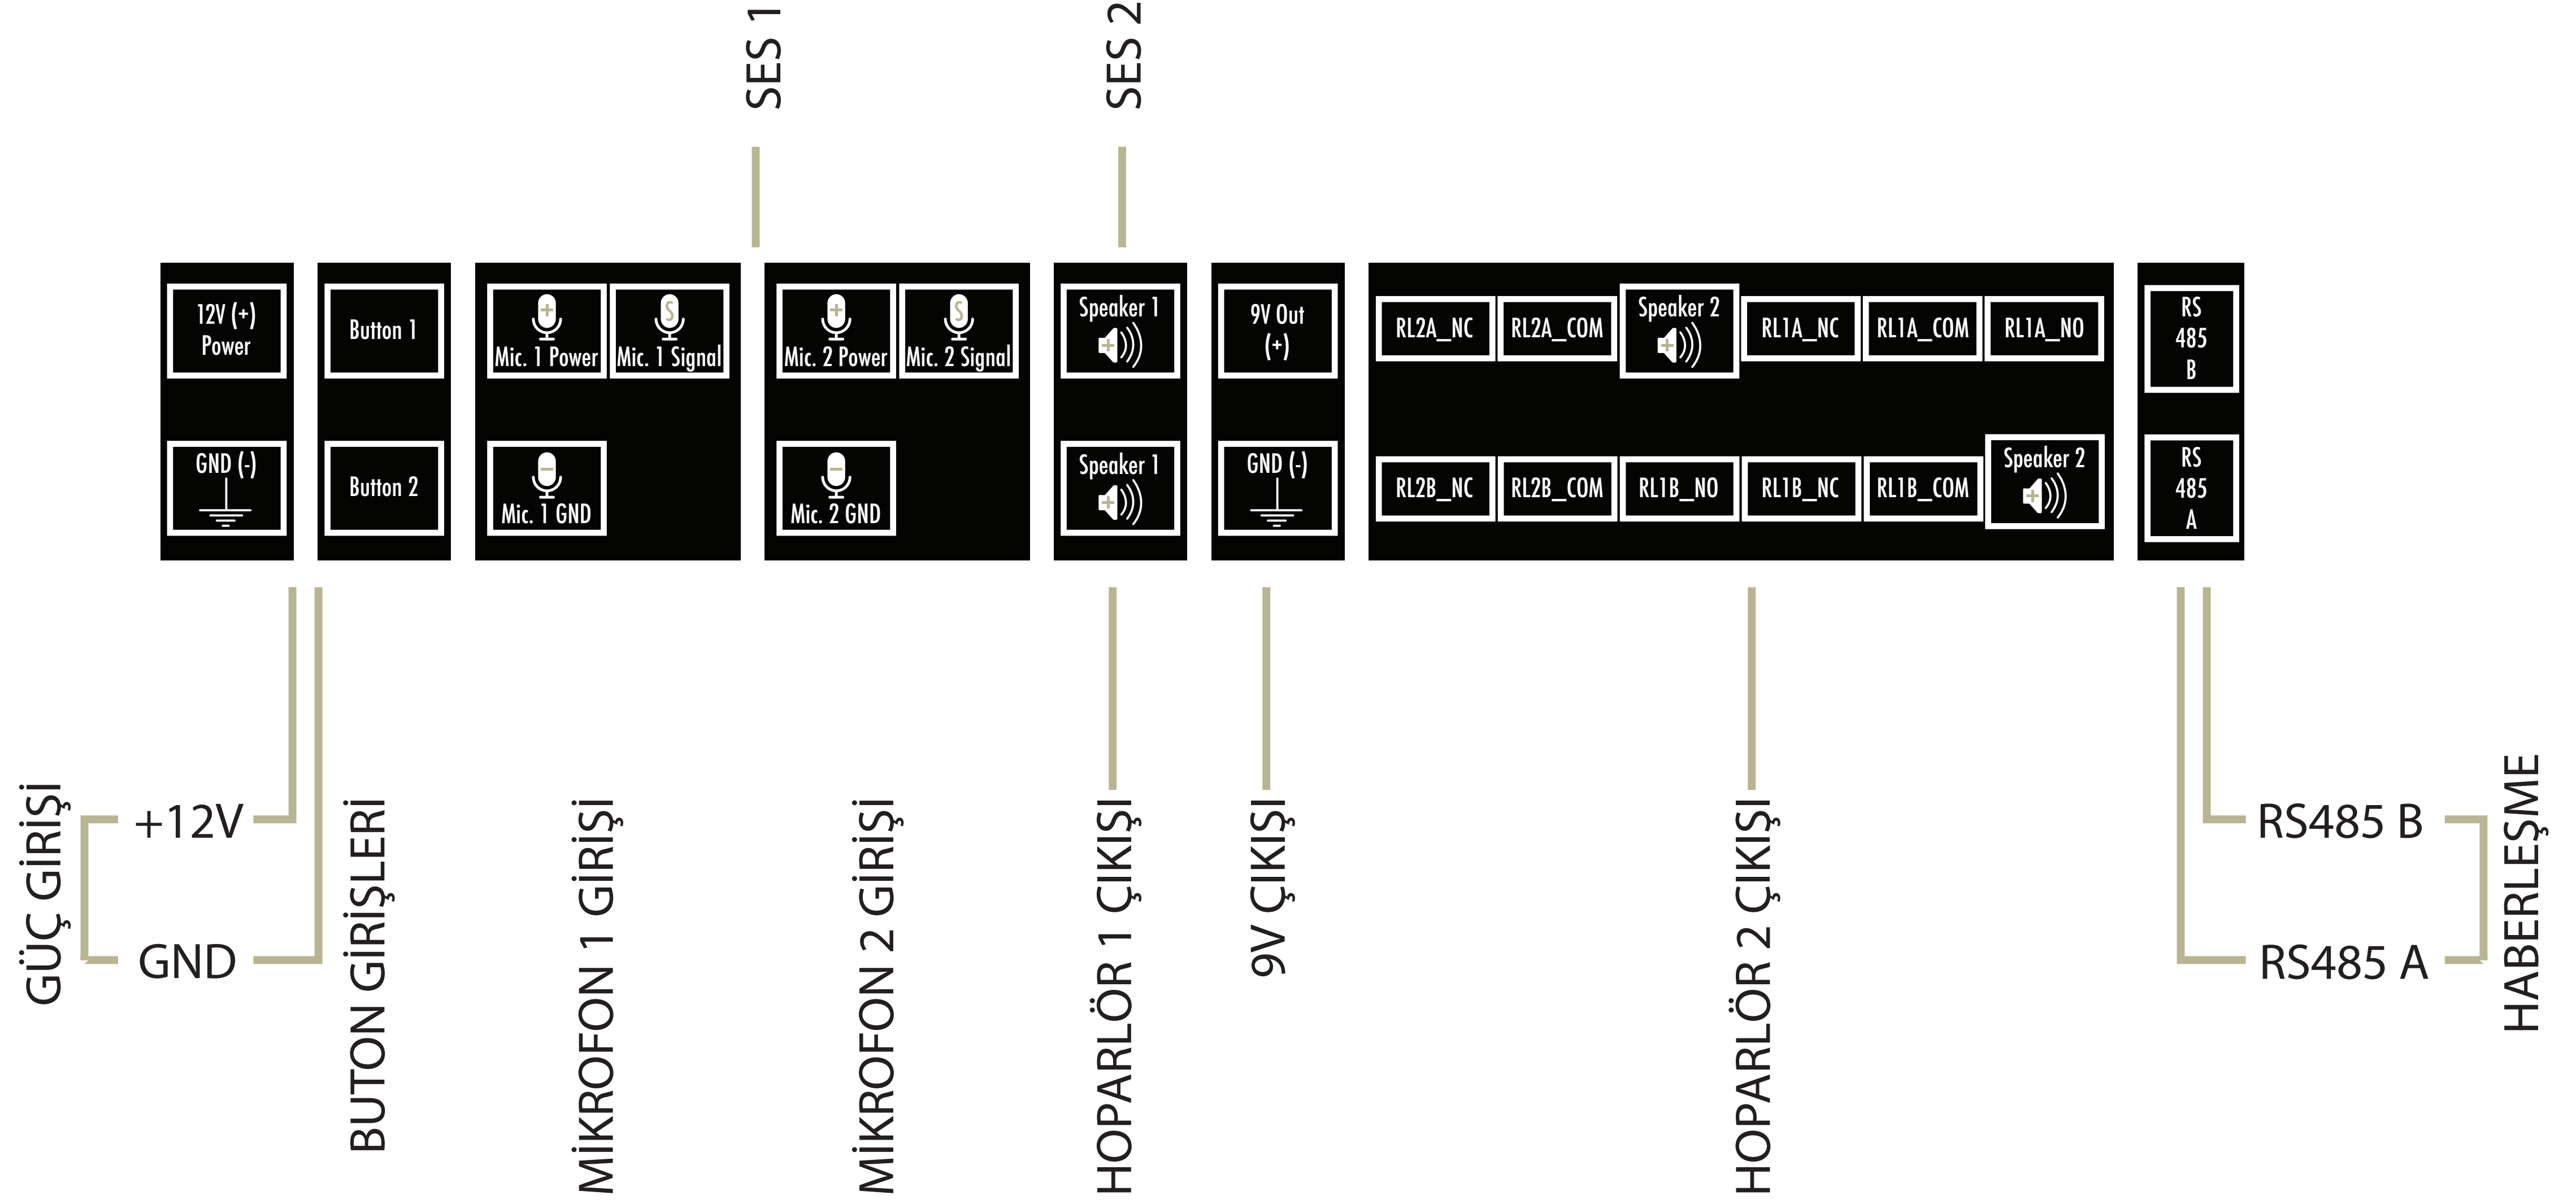 SES 1
SES 2
12V (+)
Power
Button 1
Mic. 1 Power
S
Mic. 1 Signal
Mic. 2 Power
S
Mic. 2 Signal
Speaker 1
9V Out
(+)
RL2A_NC
RL2A_COM
Speaker 2
RL1A_NC
RL1A_COM
RL1A_NO
RS
485
B
GND (-)
Button 2
Mic. 1 GND
Mic. 2 GND
Speaker 1
GND (-)
RL2B_NC
RL2B_COM
RL1B_NO
RL1B_NC
RL1B_COM
Speaker 2
RS
485
A
GÜÇ GİRİŞİ
+12V
GND
BUTON GİRİŞLERİ
MİKROFON 1 GİRİŞİ
MİKROFON 2 GİRİŞİ
HOPARLÖR 1 ÇIKIŞI
9V ÇIKIŞI
HOPARLÖR 2 ÇIKIŞI
RS485 B
RS485 A
HABERLEŞME